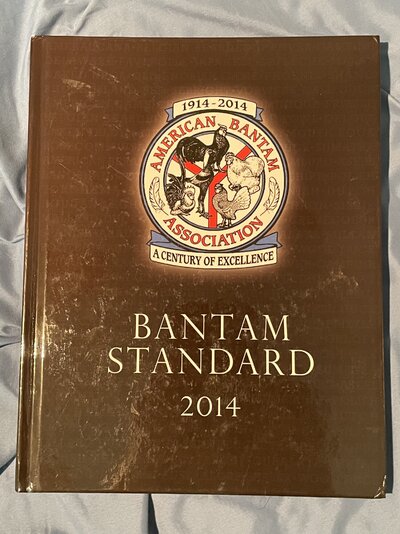 1914-2014
AMERICAN BANTAM
ASSOCIATION
A CENTURY OF EXCELLENCE
BANTAM
STANDARD
2014